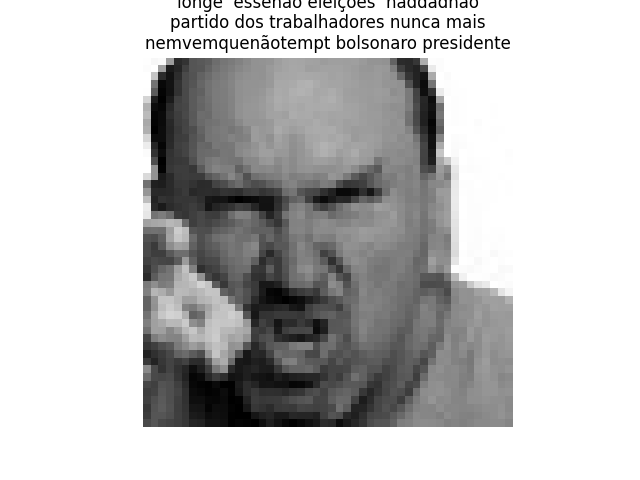 longe essenão eleições haddadnão
partido dos trabalhadores nunca mais
nemvemquenãotempt bolsonaro presidente